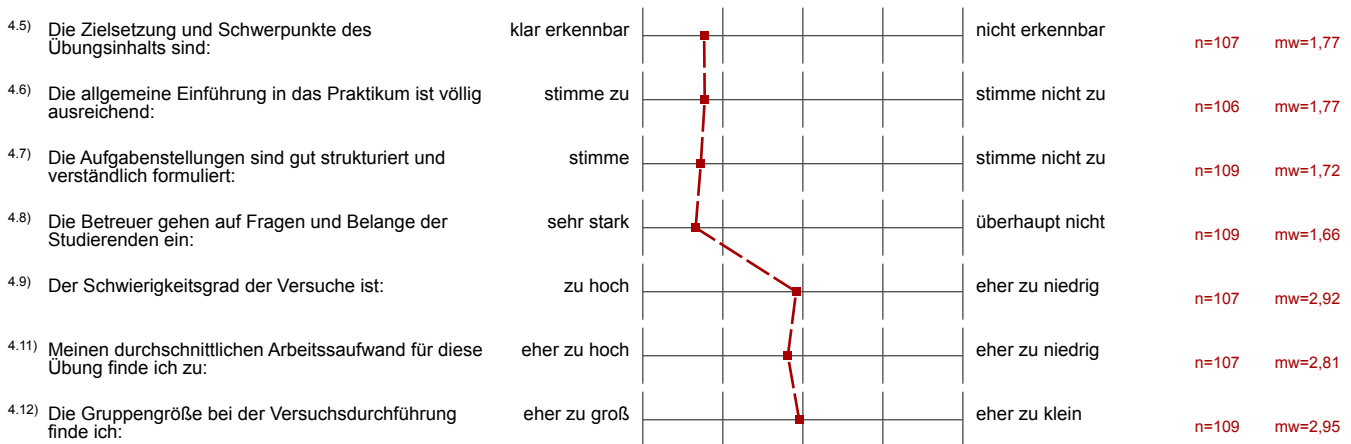 4.5) Die Zielsetzung und Schwerpunkte des Übungsinhalts sind: klar erkennbar nicht erkennbar n=107 mw=1,77
4.6) Die allgemeine Einführung in das Praktikum ist völlig ausreichend: stimme zu stimme nicht zu n=106 mw=1,77
4.7) Die Aufgabenstellungen sind gut strukturiert und verständlich formuliert: stimme stimme nicht zu n=109 mw=1,72
4.8) Die Betreuer gehen auf Fragen und Belange der Studierenden ein: sehr stark überhaupt nicht n=109 mw=1,66
4.9) Der Schwierigkeitsgrad der Versuche ist: zu hoch eher zu niedrig n=107 mw=2,92
4.11) Meinen durchschnittlichen Arbeitssaufwand für diese Übung finde ich zu: eher zu hoch eher zu niedrig n=107 mw=2,81
4.12) Die Gruppengröße bei der Versuchsdurchführung finde ich: eher zu groß eher zu klein n=109 mw=2,95